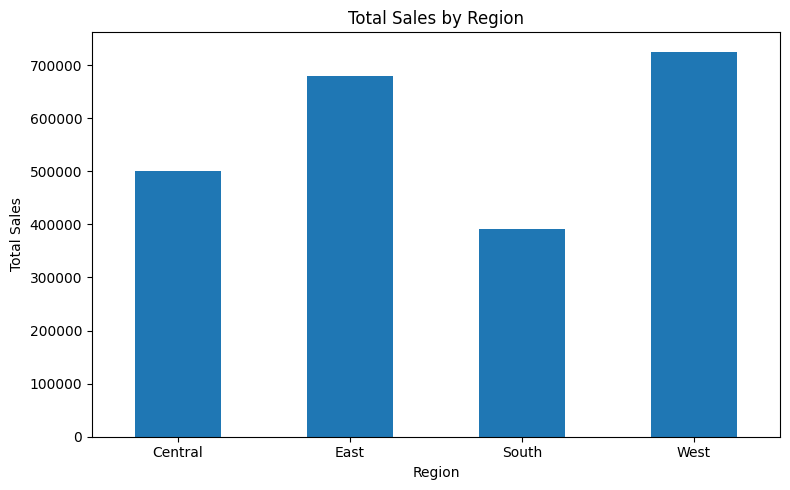 Total Sales by Region
Total Sales
700000
600000
500000
400000
300000
200000
100000
0
Central East South West
Region